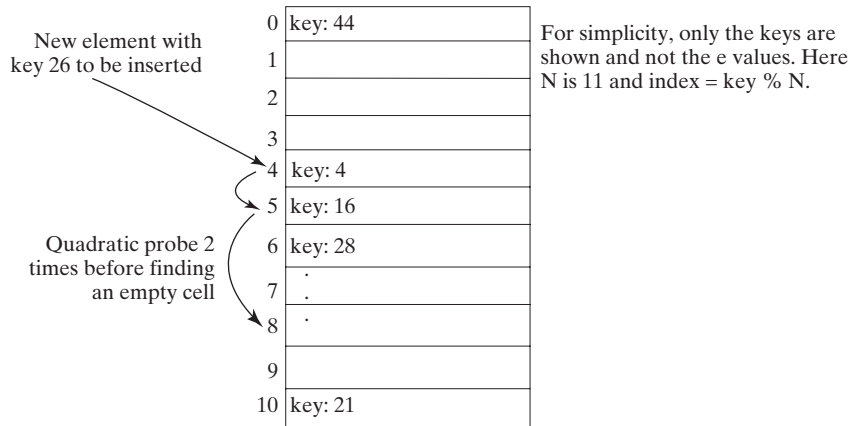 New element with
key 26 to be inserted
0 key: 44
1
2
3
4 key: 4
5 key: 16
6 key: 28
7 .
.
8 .
9
10 key: 21
Quadratic probe 2
times before finding
an empty cell
For simplicity, only the keys are
shown and not the e values. Here
N is 11 and index = key % N.